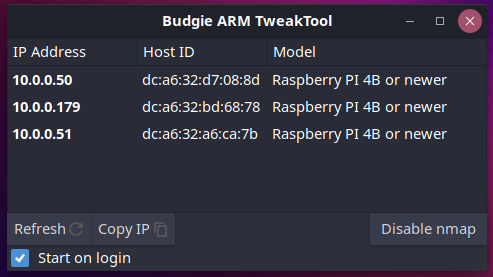 Budgie ARM TweakTool
IP Address Host ID Model
10.0.0.50 dc:a6:32:d7:08:8d Raspberry PI 4B or newer
10.0.0.179 dc:a6:32:bd:68:78 Raspberry PI 4B or newer
10.0.0.51 dc:a6:32:a6:ca:7b Raspberry PI 4B or newer
Refresh Copy IP Disable nmap
Start on login